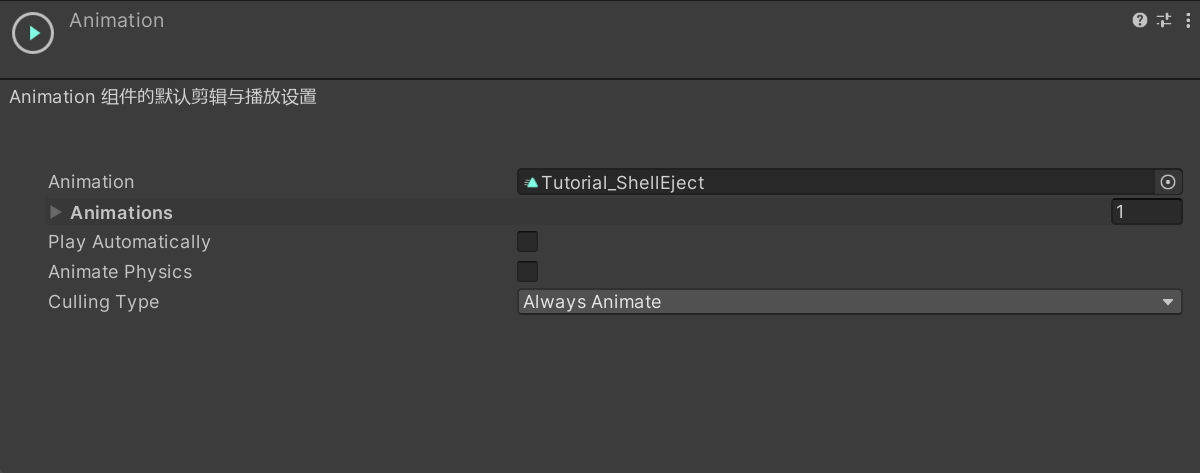 Animation
Animation 组件的默认剪辑与播放设置
Animation Tutorial_ShellEject
Animations 1
Play Automatically
Animate Physics
Culling Type Always Animate